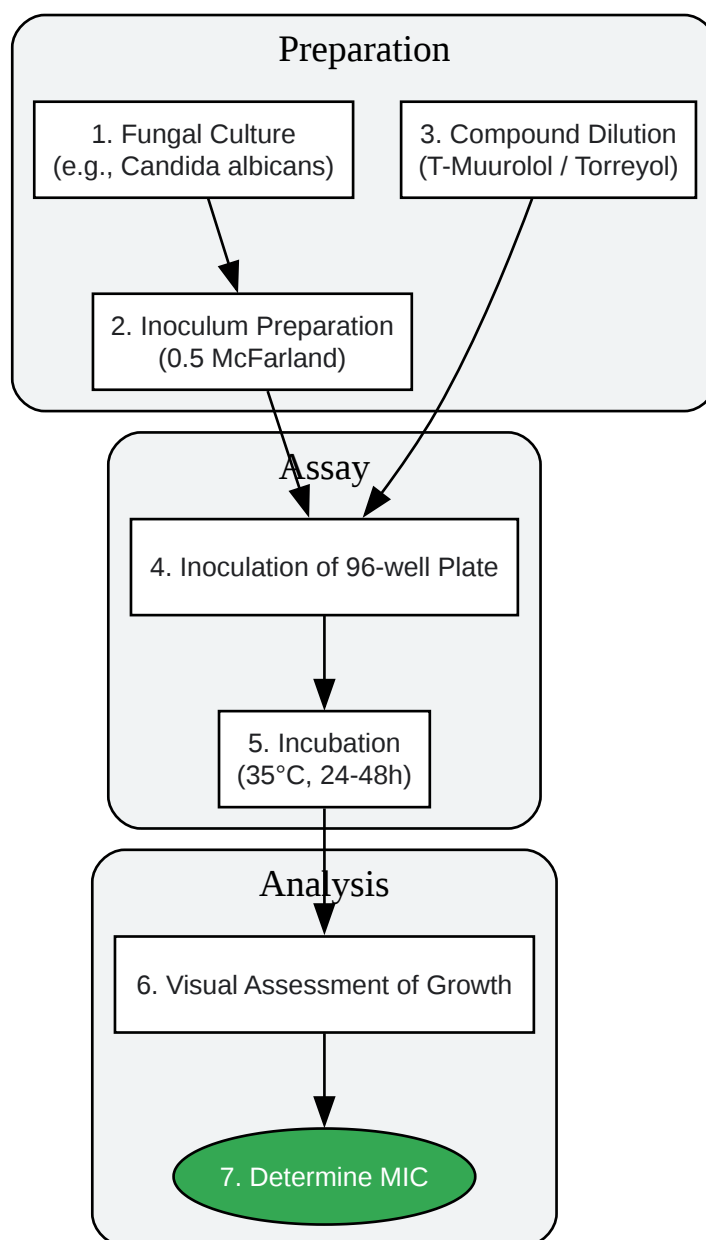 Preparation
1. Fungal Culture
(e.g., Candida albicans)
3. Compound Dilution
(T-Muurolol / Torreyol)
2. Inoculum Preparation
(0.5 McFarland)
Assay
4. Inoculation of 96-well Plate
5. Incubation
(35°C, 24-48h)
Analysis
6. Visual Assessment of Growth
7. Determine MIC